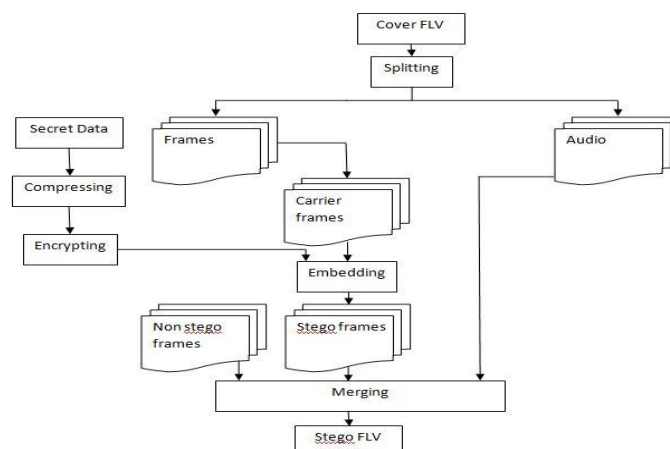 Cover FLV
Splitting
Secret Data
Frames
Audio
Compressing
Carrier
frames
Encrypting
Embedding
Non stego
frames
Stego frames
Merging
Stego FLV